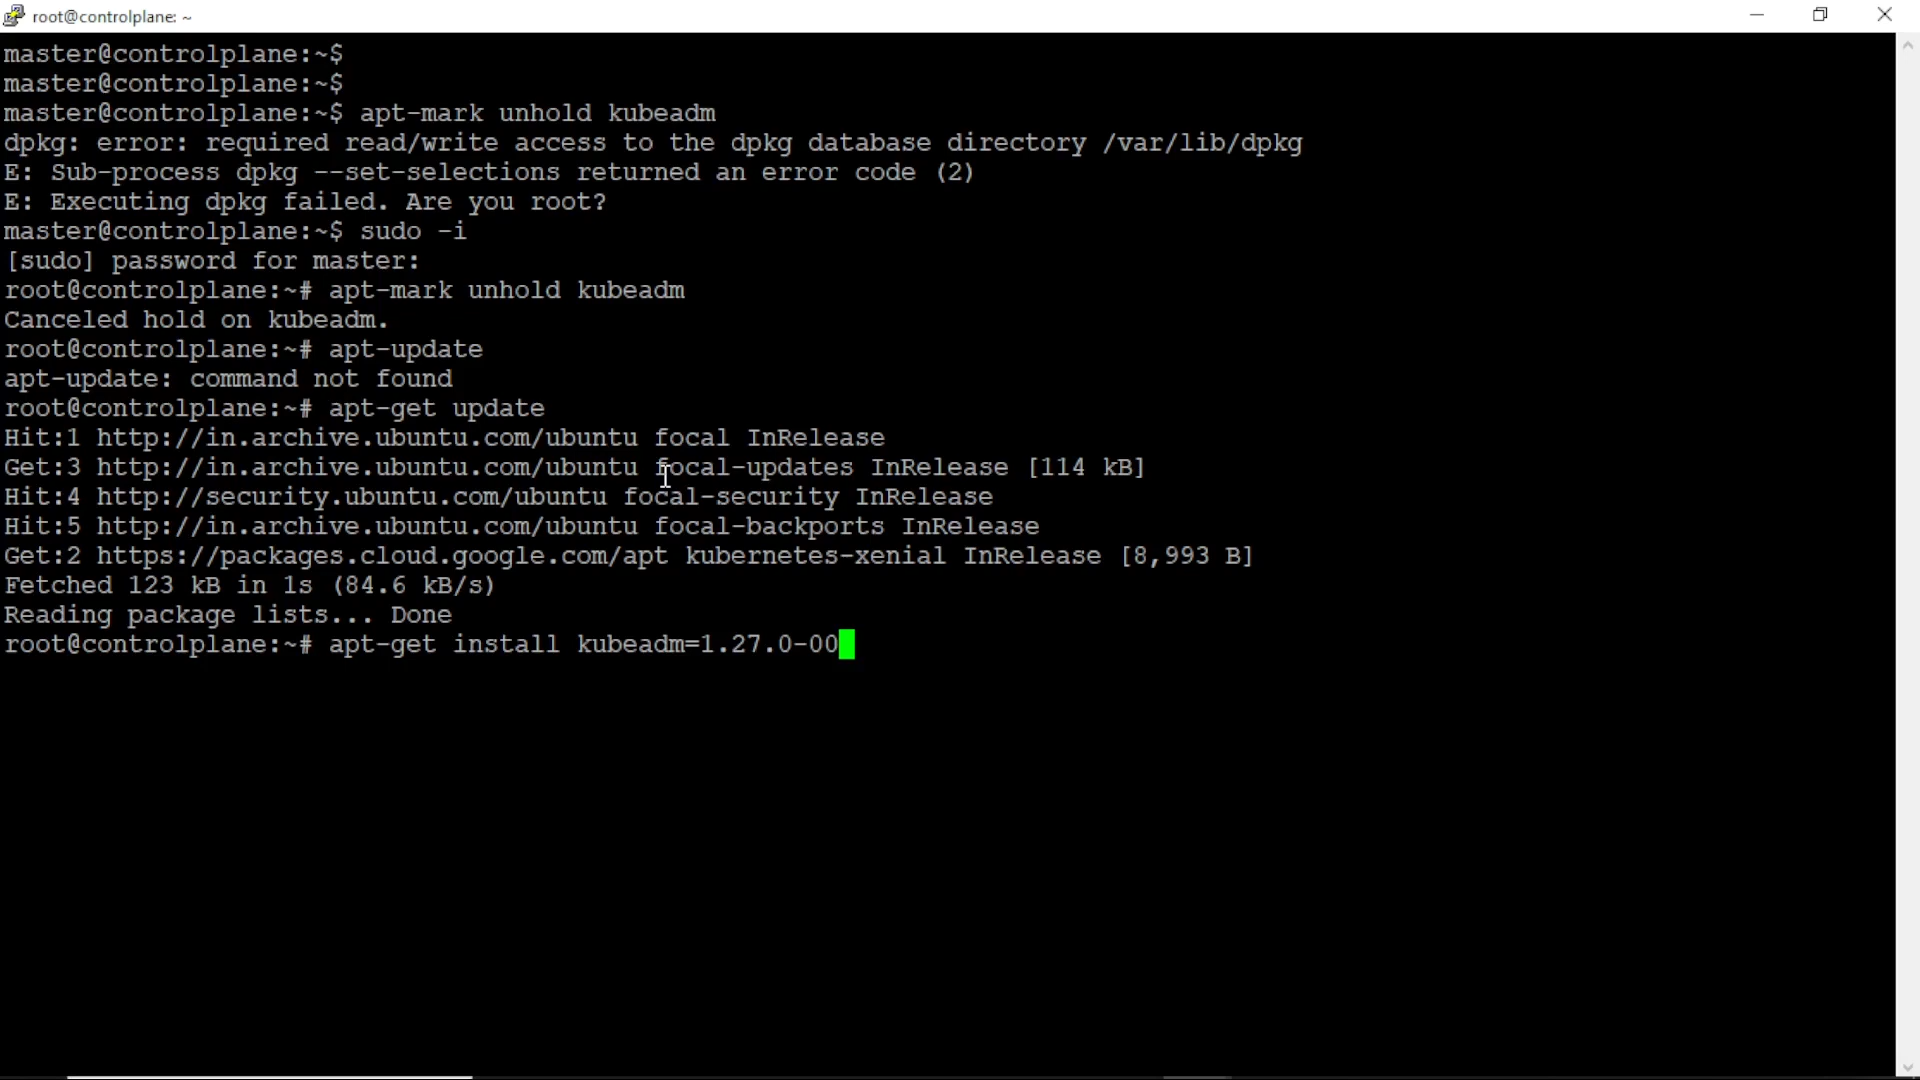 root@controlplane: ~
master@controlplane:~$
master@controlplane:~$
master@controlplane:~$ apt-mark unhold kubeadm
dpkg: error: required read/write access to the dpkg database directory /var/lib/dpkg
E: Sub-process dpkg --set-selections returned an error code (2)
E: Executing dpkg failed. Are you root?
master@controlplane:~$ sudo -i
[sudo] password for master:
root@controlplane:~# apt-mark unhold kubeadm
Canceled hold on kubeadm.
root@controlplane:~# apt-update
apt-update: command not found
root@controlplane:~# apt-get update
Hit:1 http://in.archive.ubuntu.com/ubuntu focal InRelease
Get:3 http://in.archive.ubuntu.com/ubuntu focal-updates InRelease [114 kB]
Hit:4 http://security.ubuntu.com/ubuntu focal-security InRelease
Hit:5 http://in.archive.ubuntu.com/ubuntu focal-backports InRelease
Get:2 https://packages.cloud.google.com/apt kubernetes-xenial InRelease [8,993 B]
Fetched 123 kB in 1s (84.6 kB/s)
Reading package lists... Done
root@controlplane:~# apt-get install kubeadm=1.27.0-00